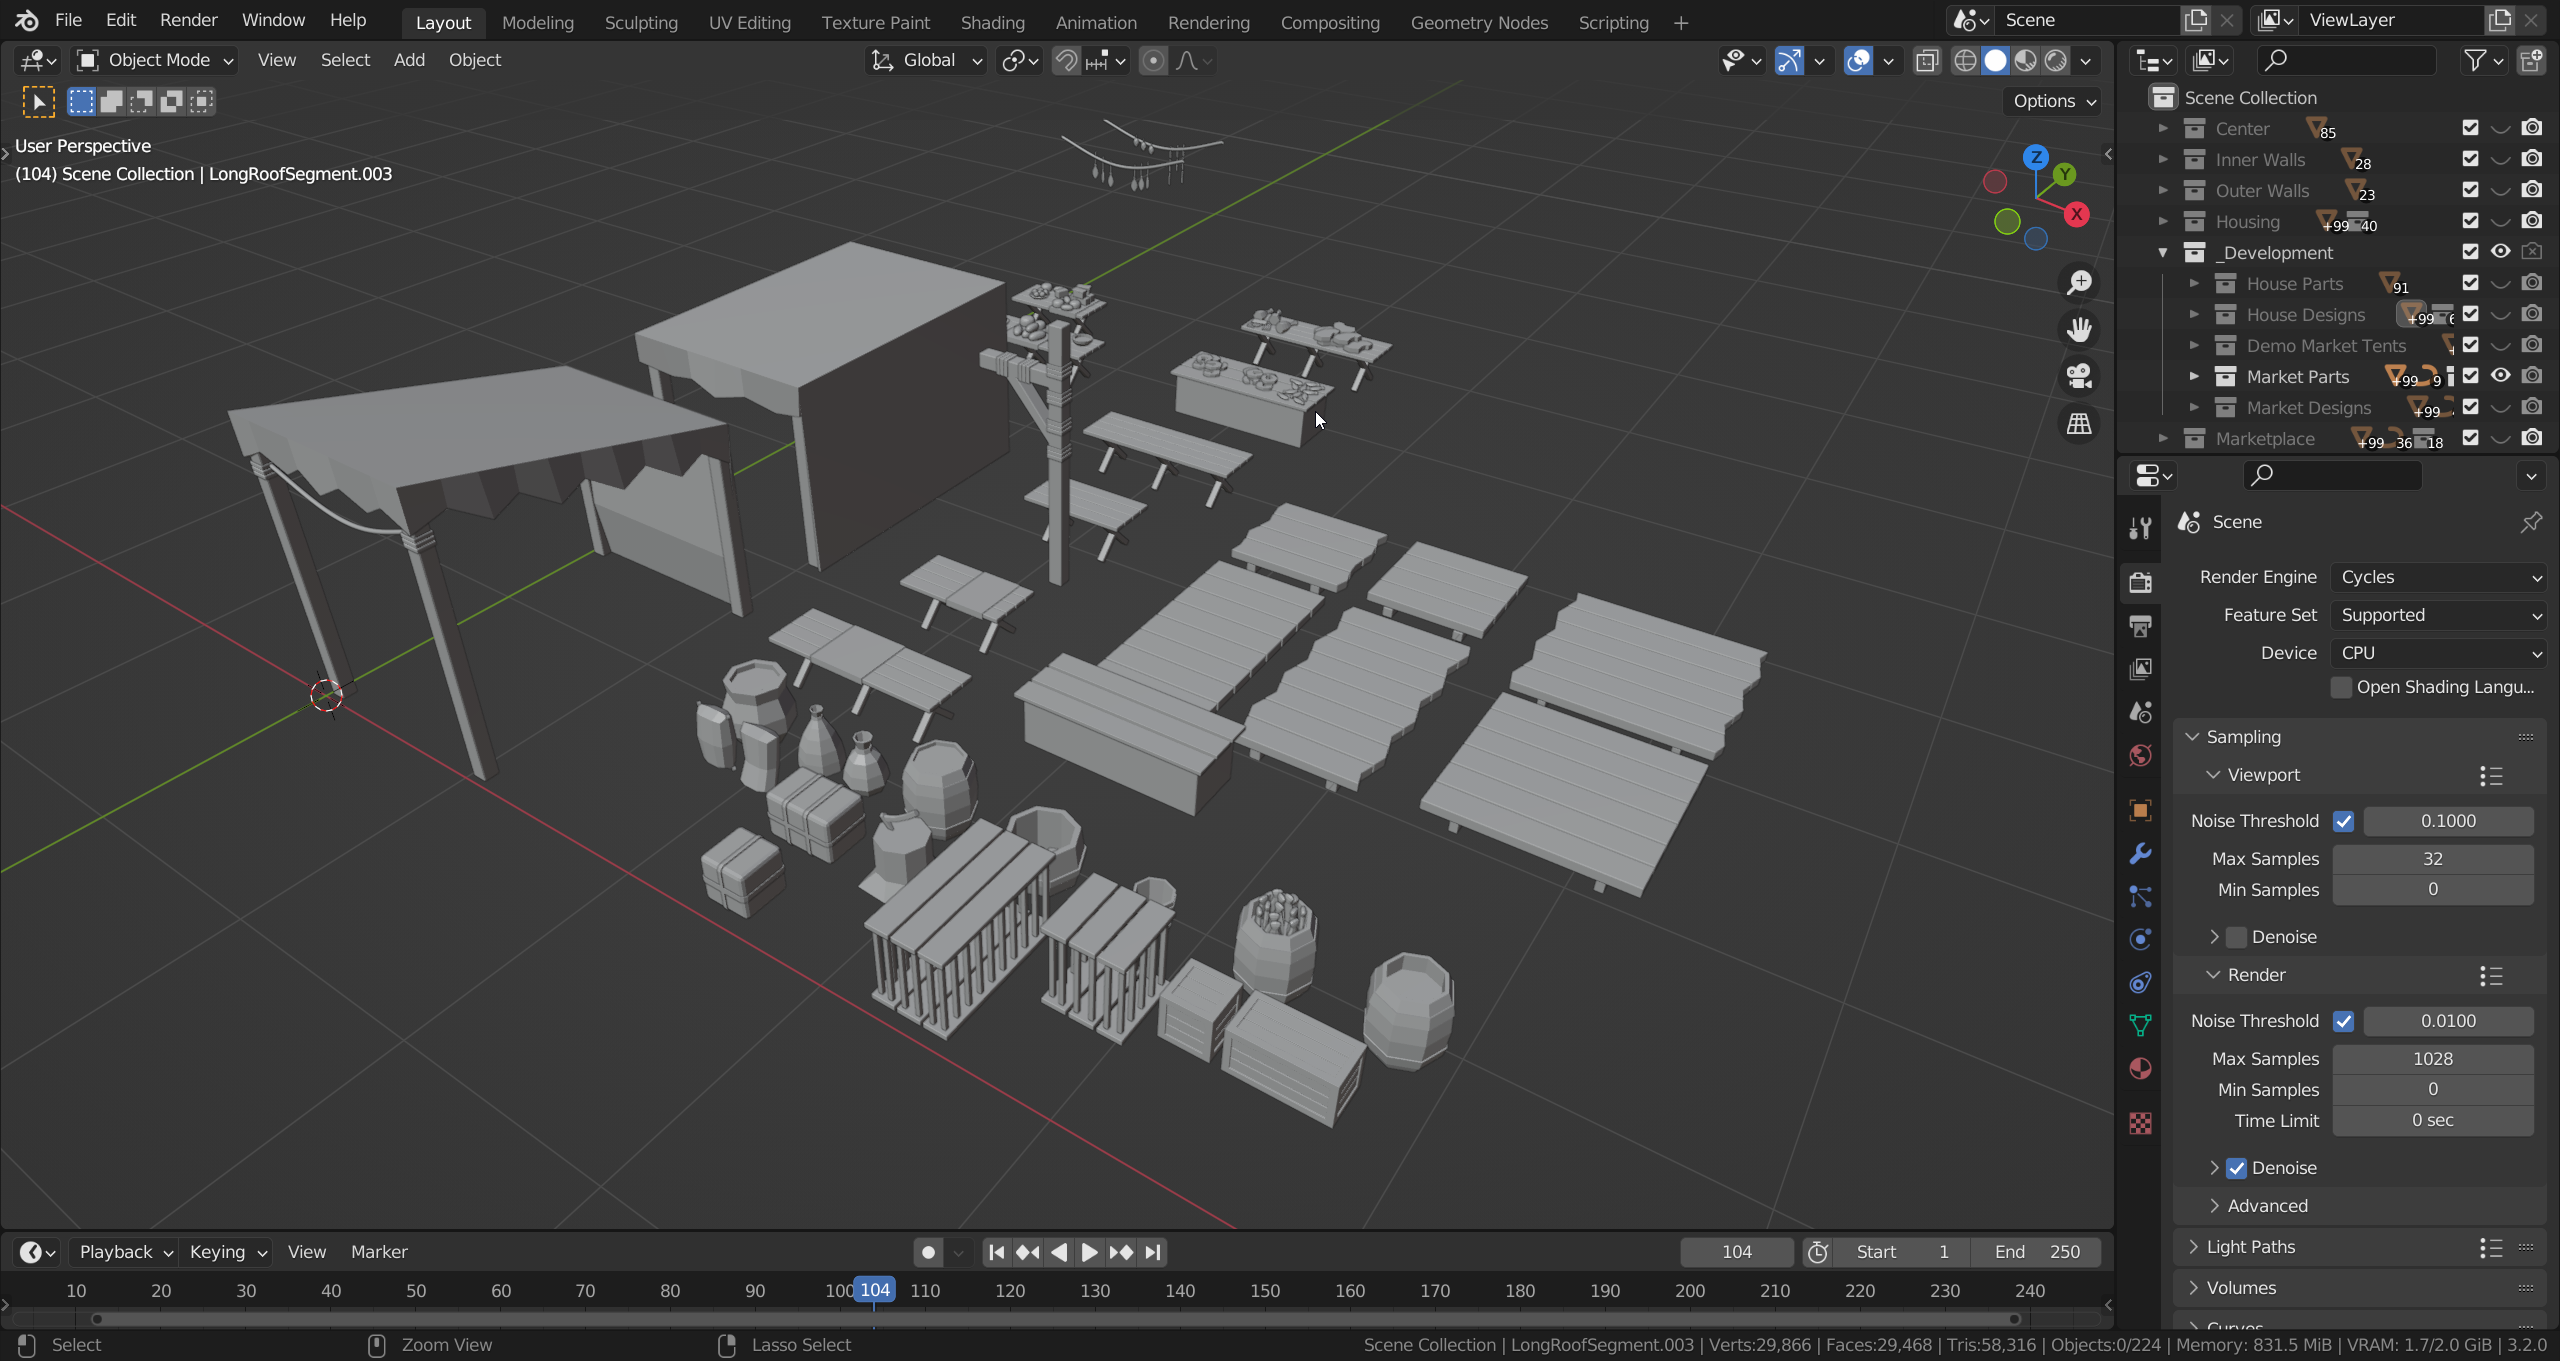 File Edit Render Window Help Layout Modeling Sculpting UV Editing Texture Paint Shading Animation Rendering Compositing Geometry Nodes Scripting + Scene ViewLayer
Object Mode View Select Add Object Global
Options
User Perspective
(104) Scene Collection | LongRoofSegment.003
Z
Y
X
Scene Collection
Center 85
Inner Walls 28
Outer Walls 23
Housing +99 40
_Development
House Parts 91
House Designs +99
Demo Market Tents
Market Parts +99 9
Market Designs +99
Marketplace +99 36 18
Scene
Render Engine Cycles
Feature Set Supported
Device CPU
Open Shading Langu...
Sampling
Viewport
Noise Threshold 0.1000
Max Samples 32
Min Samples 0
Denoise
Render
Noise Threshold 0.0100
Max Samples 1028
Min Samples 0
Time Limit 0 sec
Denoise
Advanced
Light Paths
Volumes
Curves
Playback Keying View Marker 104 Start 1 End 250
10 20 30 40 50 60 70 80 90 100 104 110 120 130 140 150 160 170 180 190 200 210 220 230 240
Select Zoom View Lasso Select Scene Collection | LongRoofSegment.003 | Verts:29,866 | Faces:29,468 | Tris:58,316 | Objects:0/224 | Memory: 831.5 MiB | VRAM: 1.7/2.0 GiB | 3.2.0